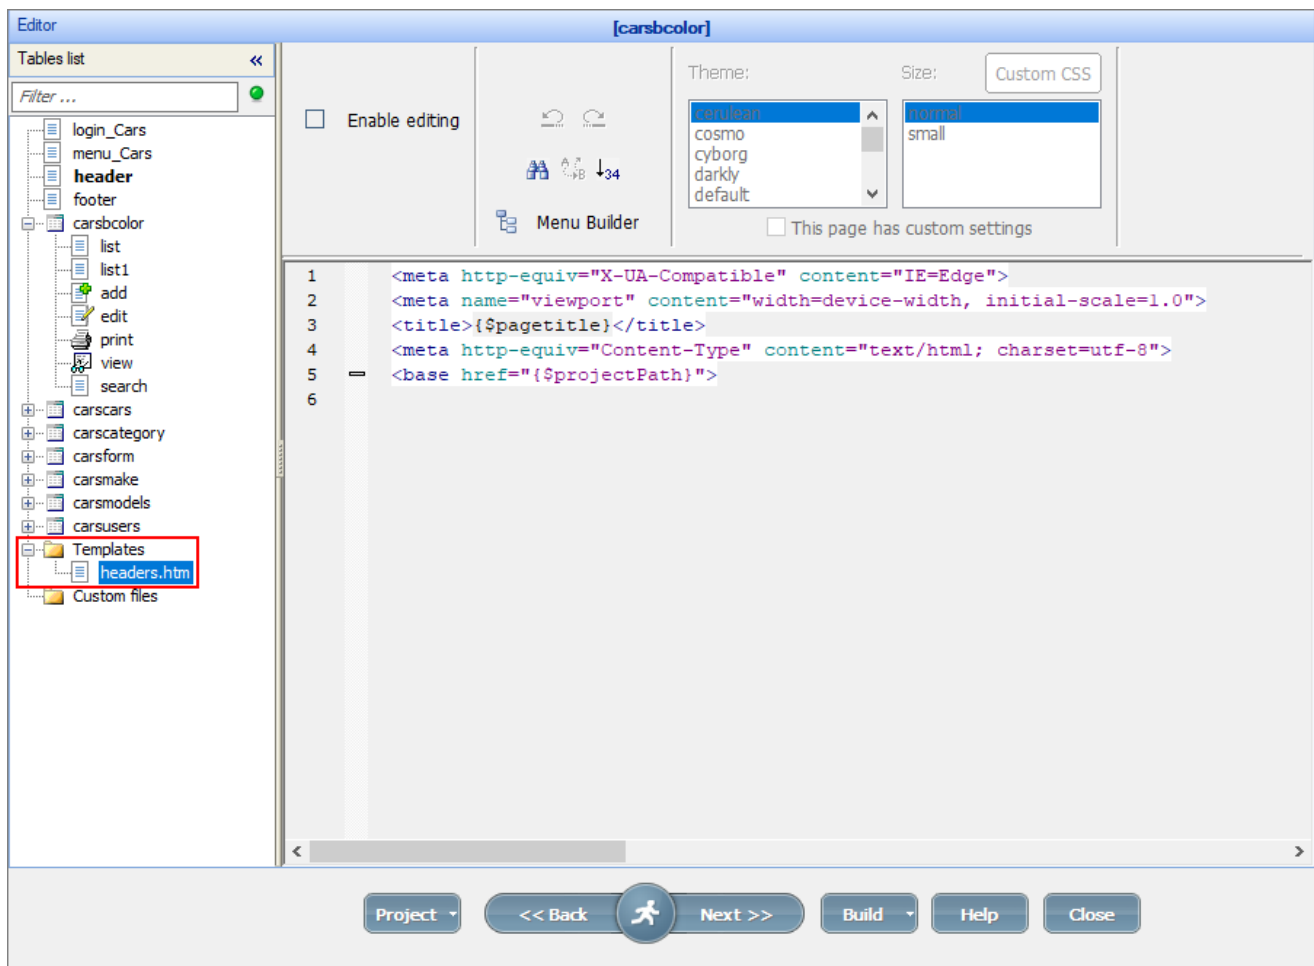 Editor
[carsbcolor]
Tables list «
Filter ...
login_Cars
menu_Cars
header
footer
carsbcolor
list
list1
add
edit
print
view
search
carscars
carscategory
carsform
carsmake
carsmodels
carsusers
Templates
headers.htm
Custom files
Enable editing
A
B
34
Menu Builder
Theme:
cerulean
cosmo
cyborg
darkly
default
Size:
normal
small
Custom CSS
This page has custom settings
1 <meta http-equiv="X-UA-Compatible" content="IE=Edge">
2 <meta name="viewport" content="width=device-width, initial-scale=1.0">
3 <title>{$pagetitle}</title>
4 <meta http-equiv="Content-Type" content="text/html; charset=utf-8">
5 <base href="{$projectPath}">
6
Project
<< Back
Next >>
Build
Help
Close